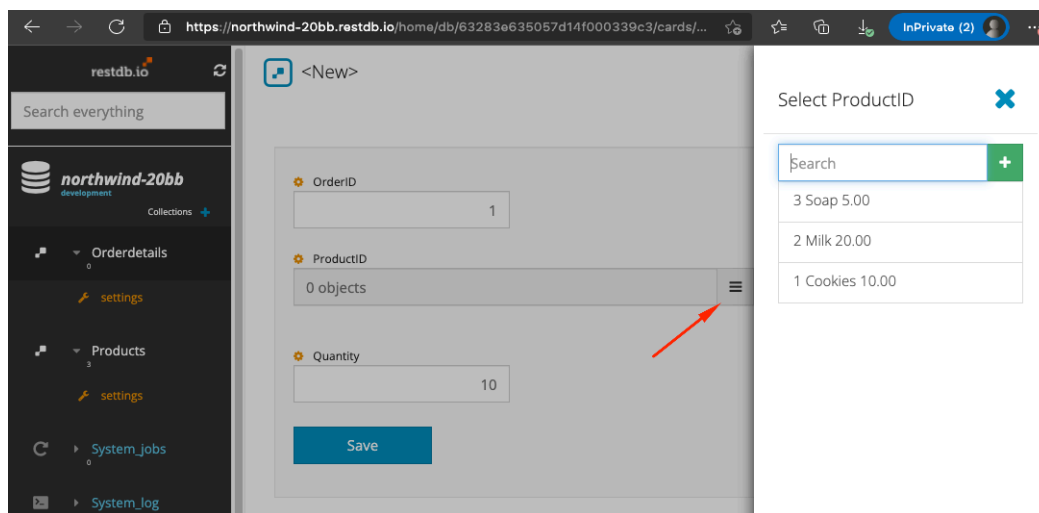 https://northwind-20bb.restdb.io/home/db/63283e635057d14f000339c3/cards/...
InPrivate (2)
restdb.io
Search everything
northwind-20bb
development
Collections +
Orderdetails
0
settings
Products
3
settings
System_jobs
0
System_log
<New>
OrderID
1
ProductID
0 objects
Quantity
10
Save
Select ProductID
Search
3 Soap 5.00
2 Milk 20.00
1 Cookies 10.00